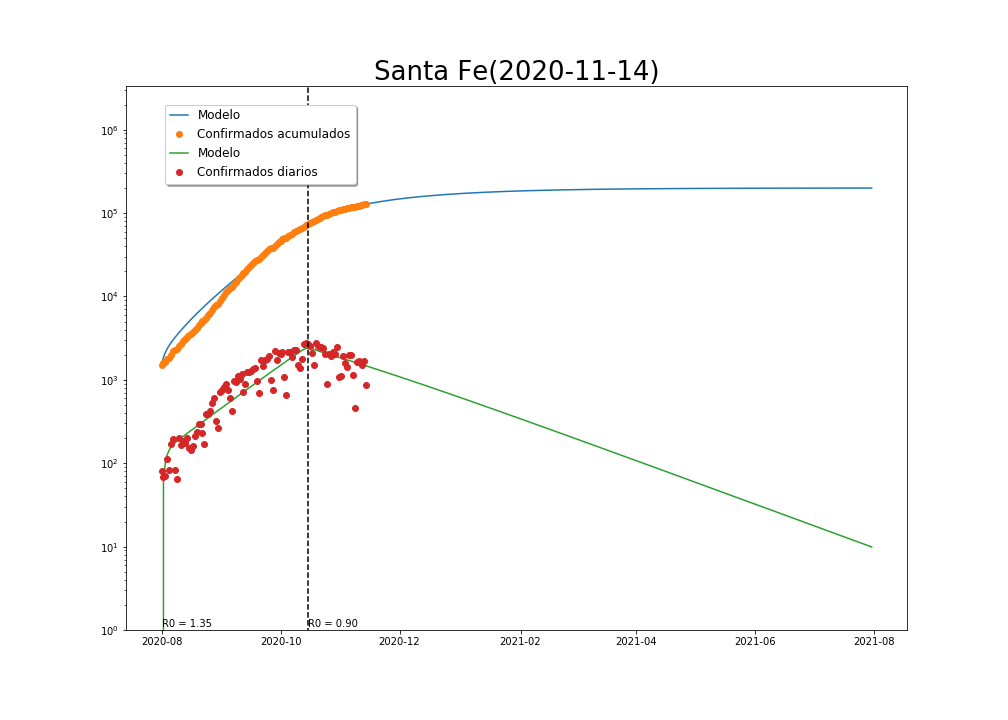 Santa Fe(2020-11-14)
Modelo
Confirmados acumulados
Modelo
Confirmados diarios
10⁶
10⁵
10⁴
10³
10²
10¹
10⁰
R0 = 1.35
R0 = 0.90
2020-08
2020-10
2020-12
2021-02
2021-04
2021-06
2021-08